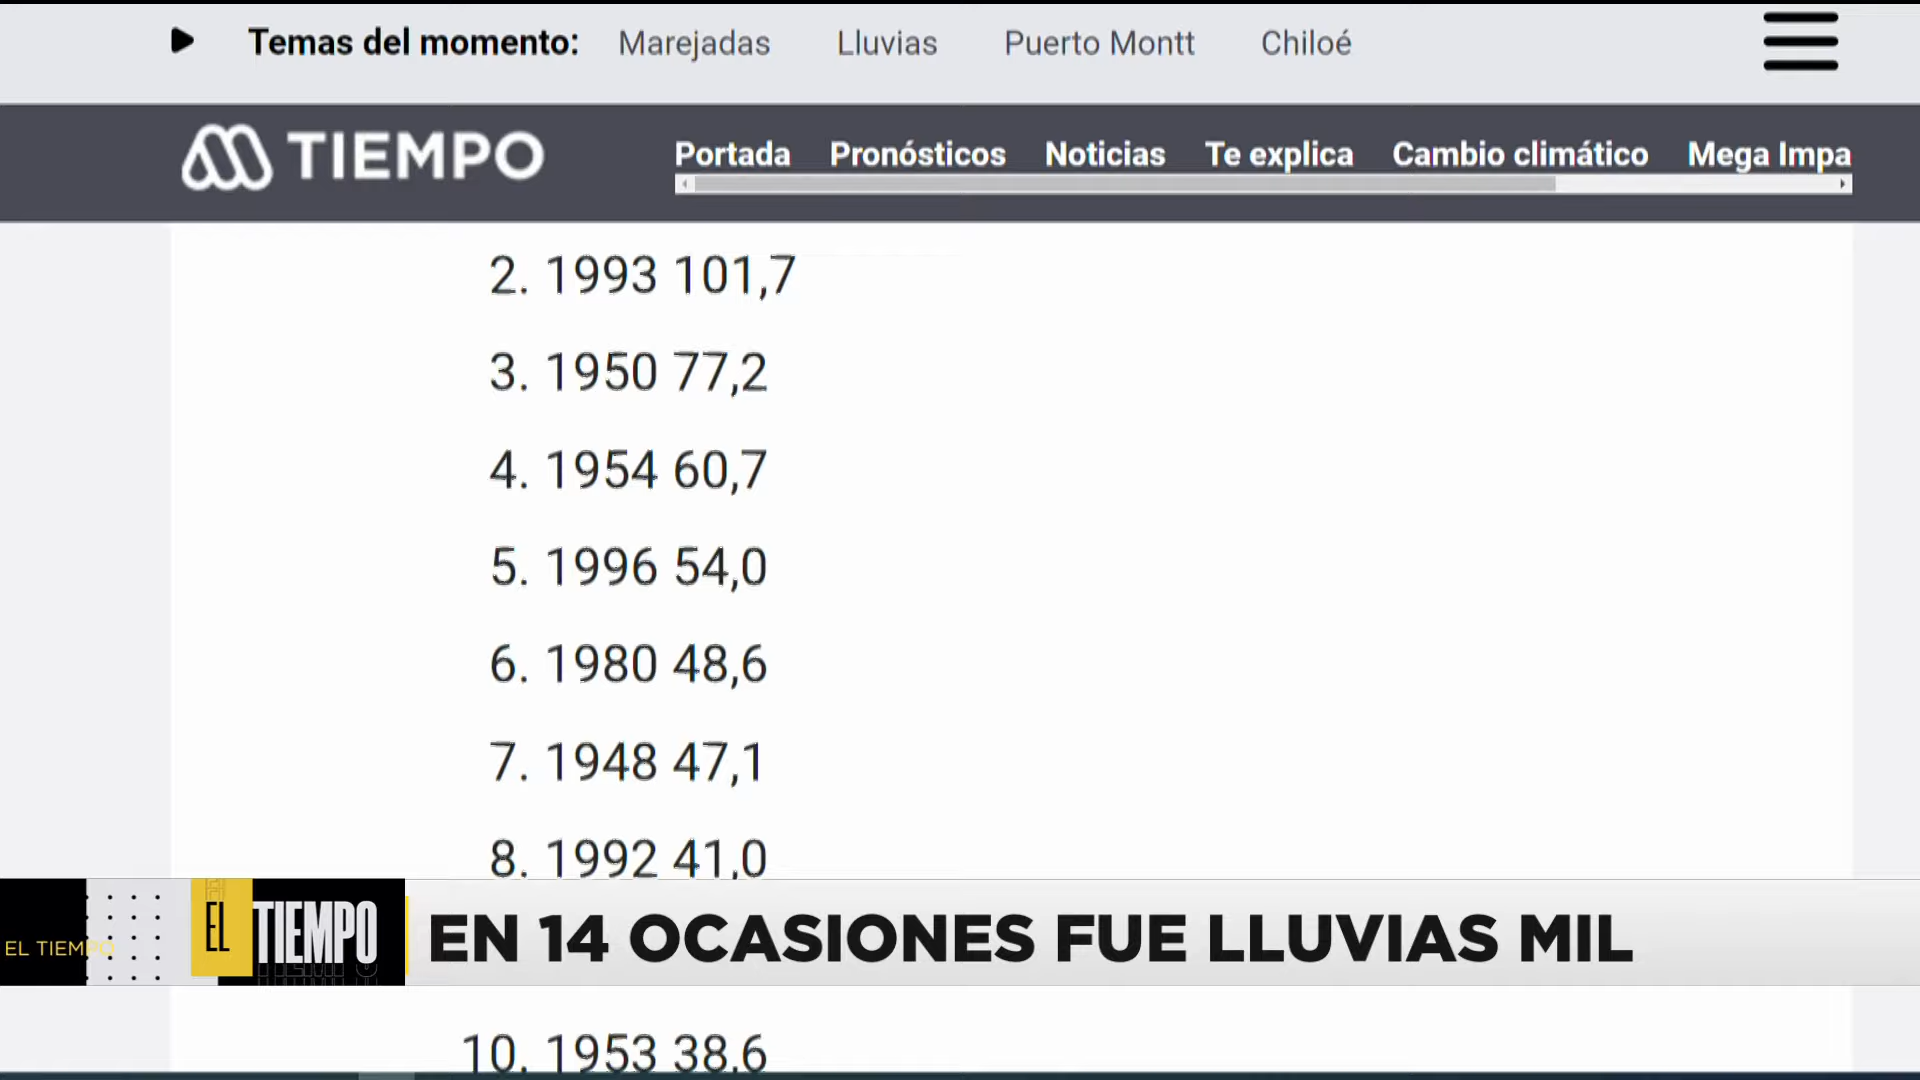 Temas del momento: Marejadas Lluvias Puerto Montt Chiloé
TIEMPO Portada Pronósticos Noticias Te explica Cambio climático Mega Impa
2. 1993 101,7
3. 1950 77,2
4. 1954 60,7
5. 1996 54,0
6. 1980 48,6
7. 1948 47,1
8. 1992 41,0
EL TIEMPO
EL TIEMPO
EN 14 OCASIONES FUE LLUVIAS MIL
10. 1953 38,6